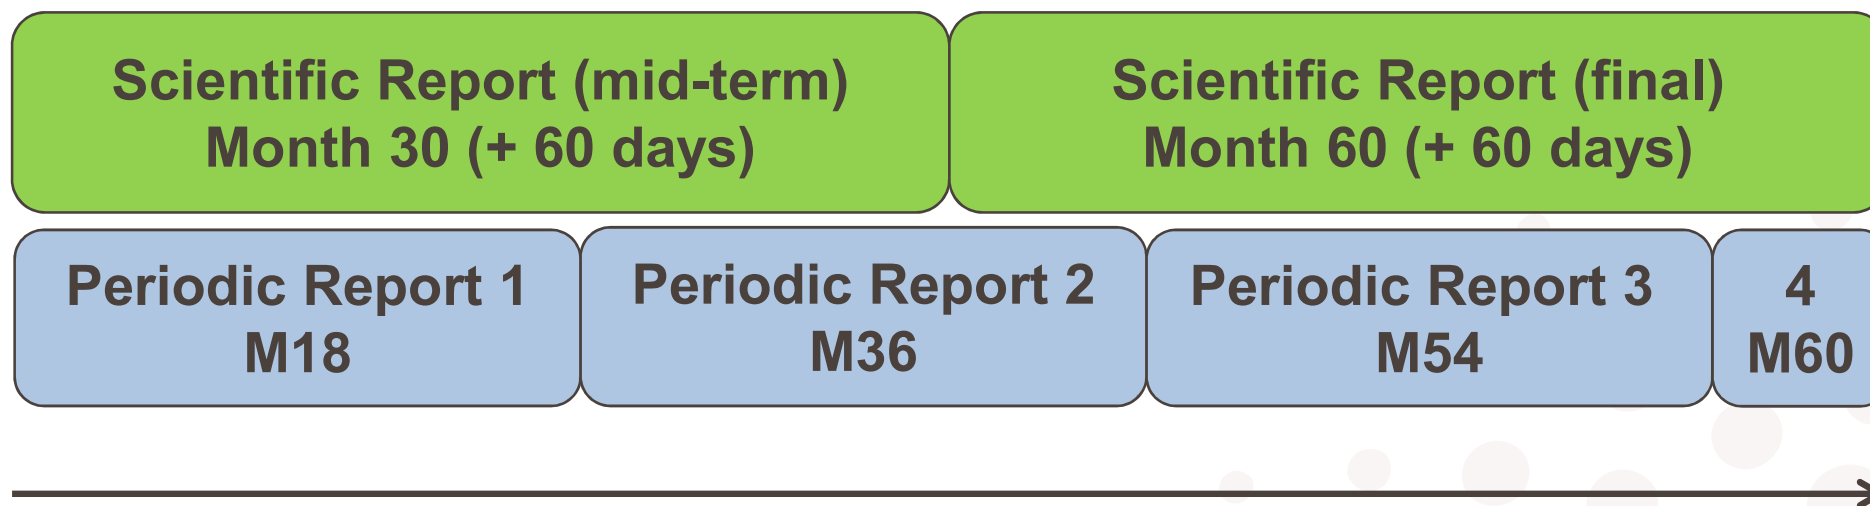 Scientific Report (mid-term)
Month 30 (+ 60 days)
Scientific Report (final)
Month 60 (+ 60 days)
Periodic Report 1
M18
Periodic Report 2
M36
Periodic Report 3
M54
4
M60